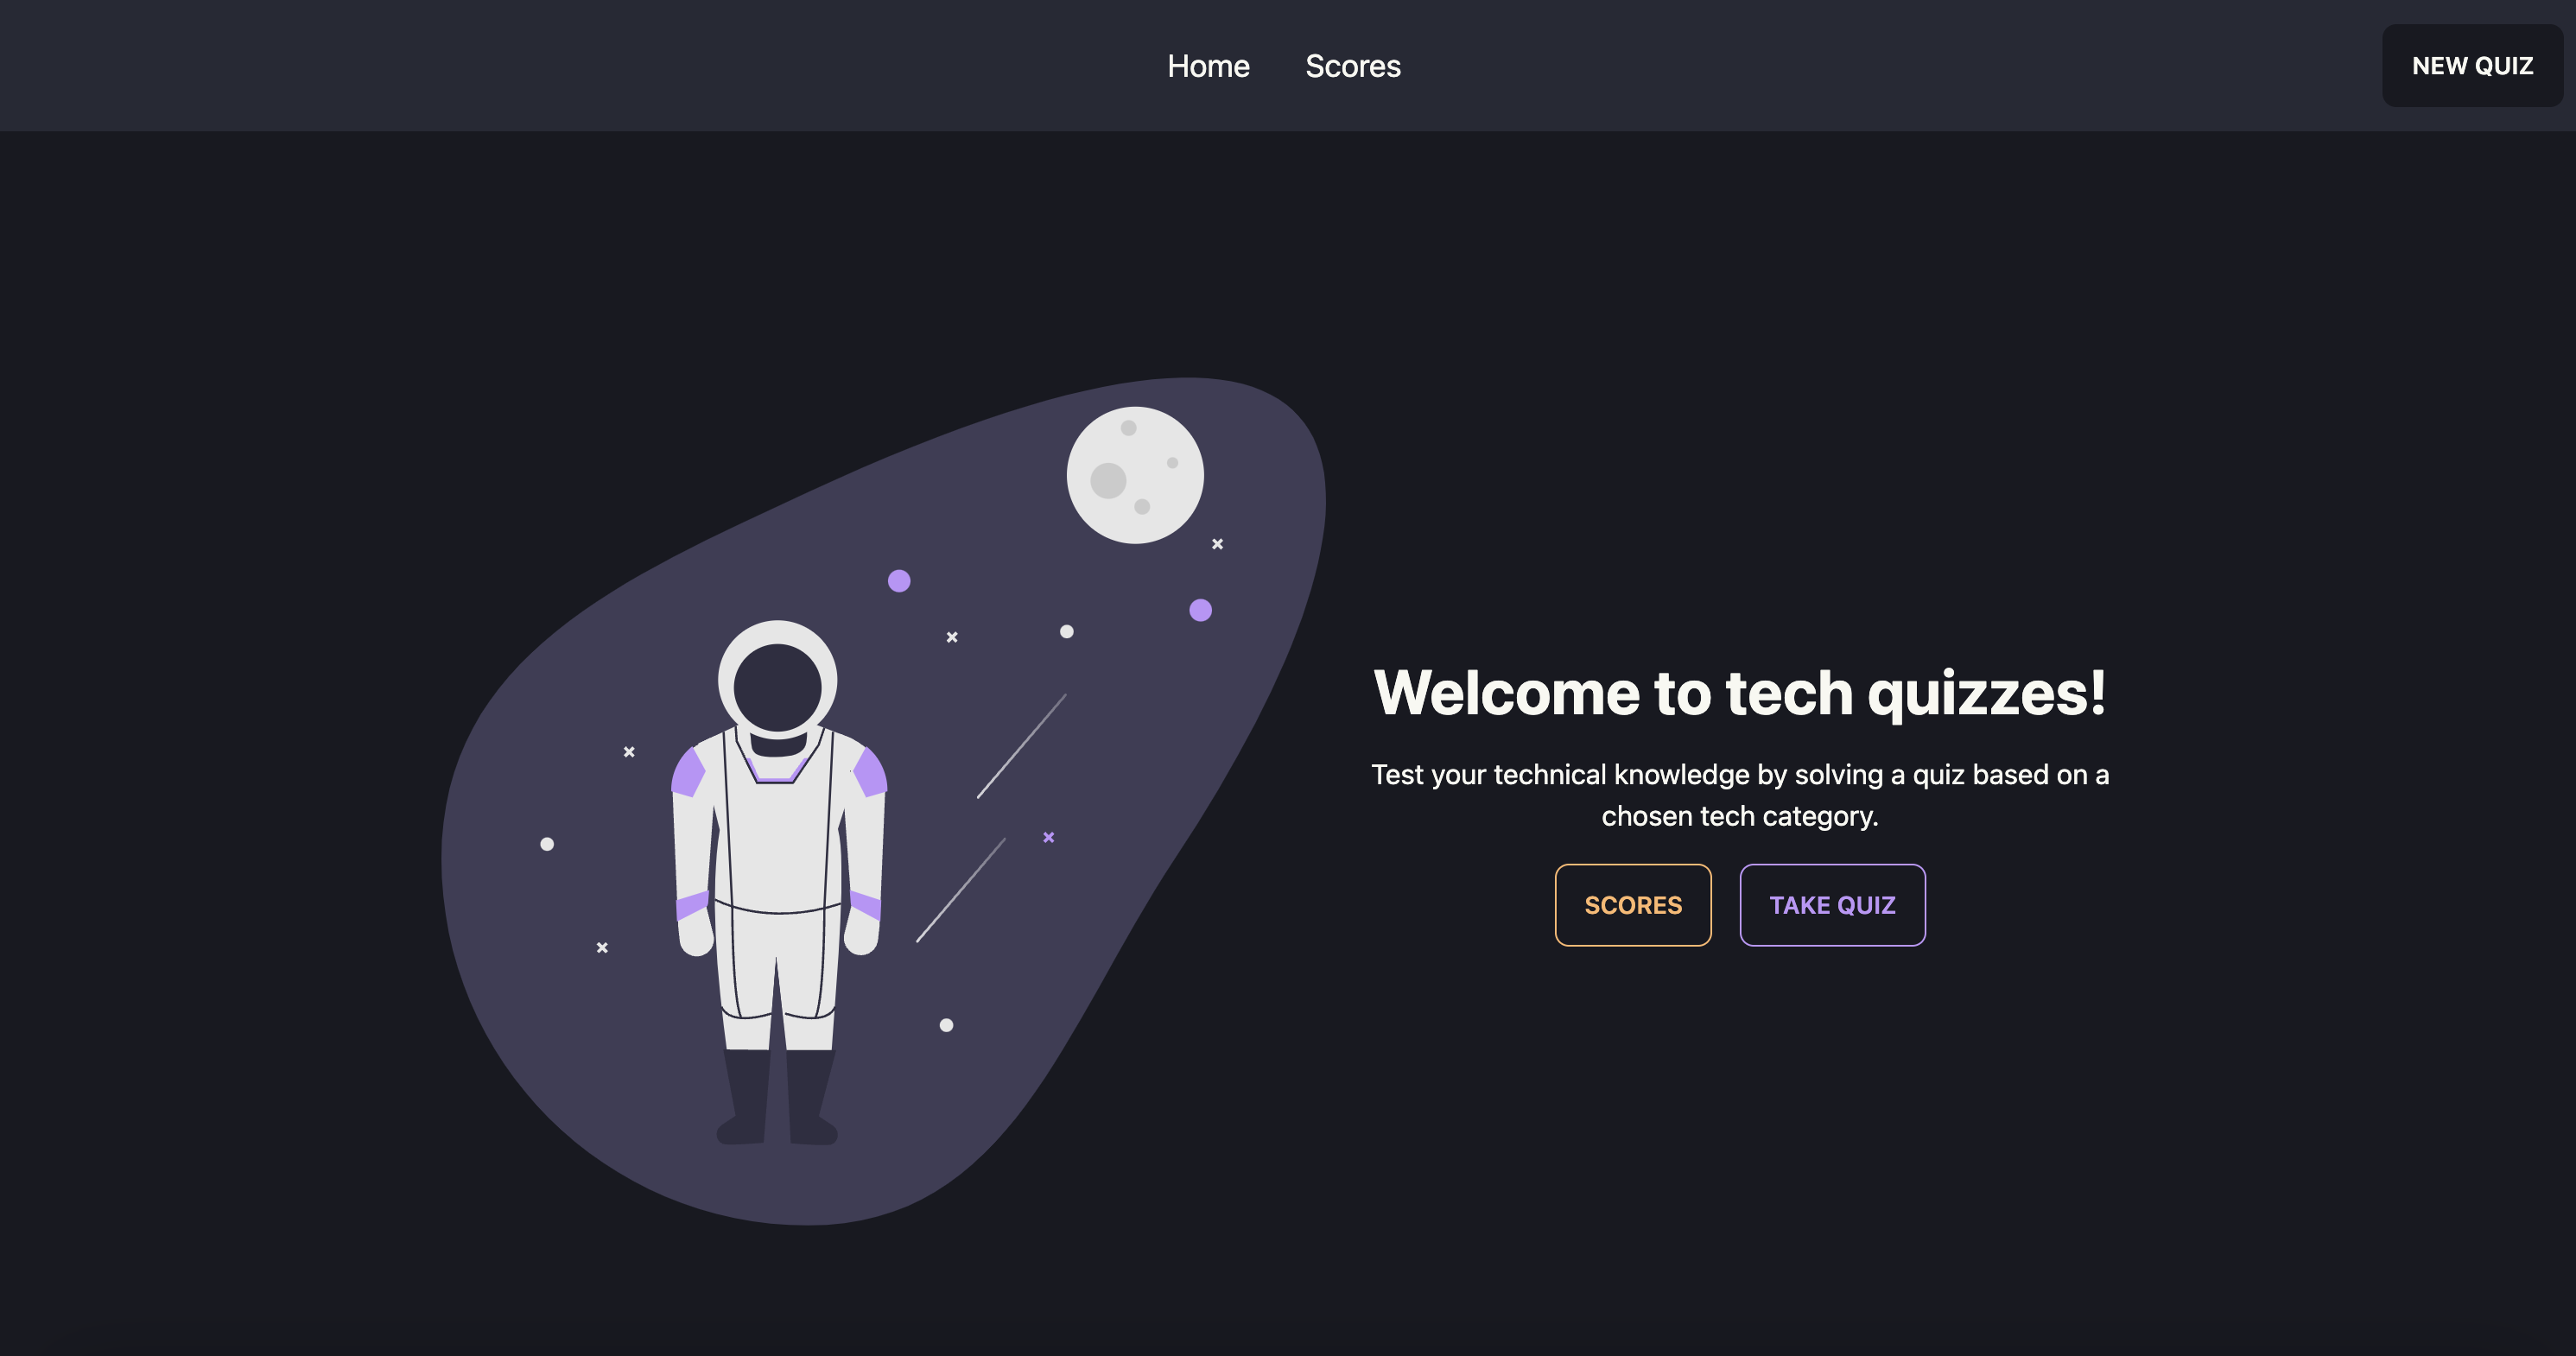 Home
Scores
NEW QUIZ
Welcome to tech quizzes!
Test your technical knowledge by solving a quiz based on a
chosen tech category.
SCORES
TAKE QUIZ